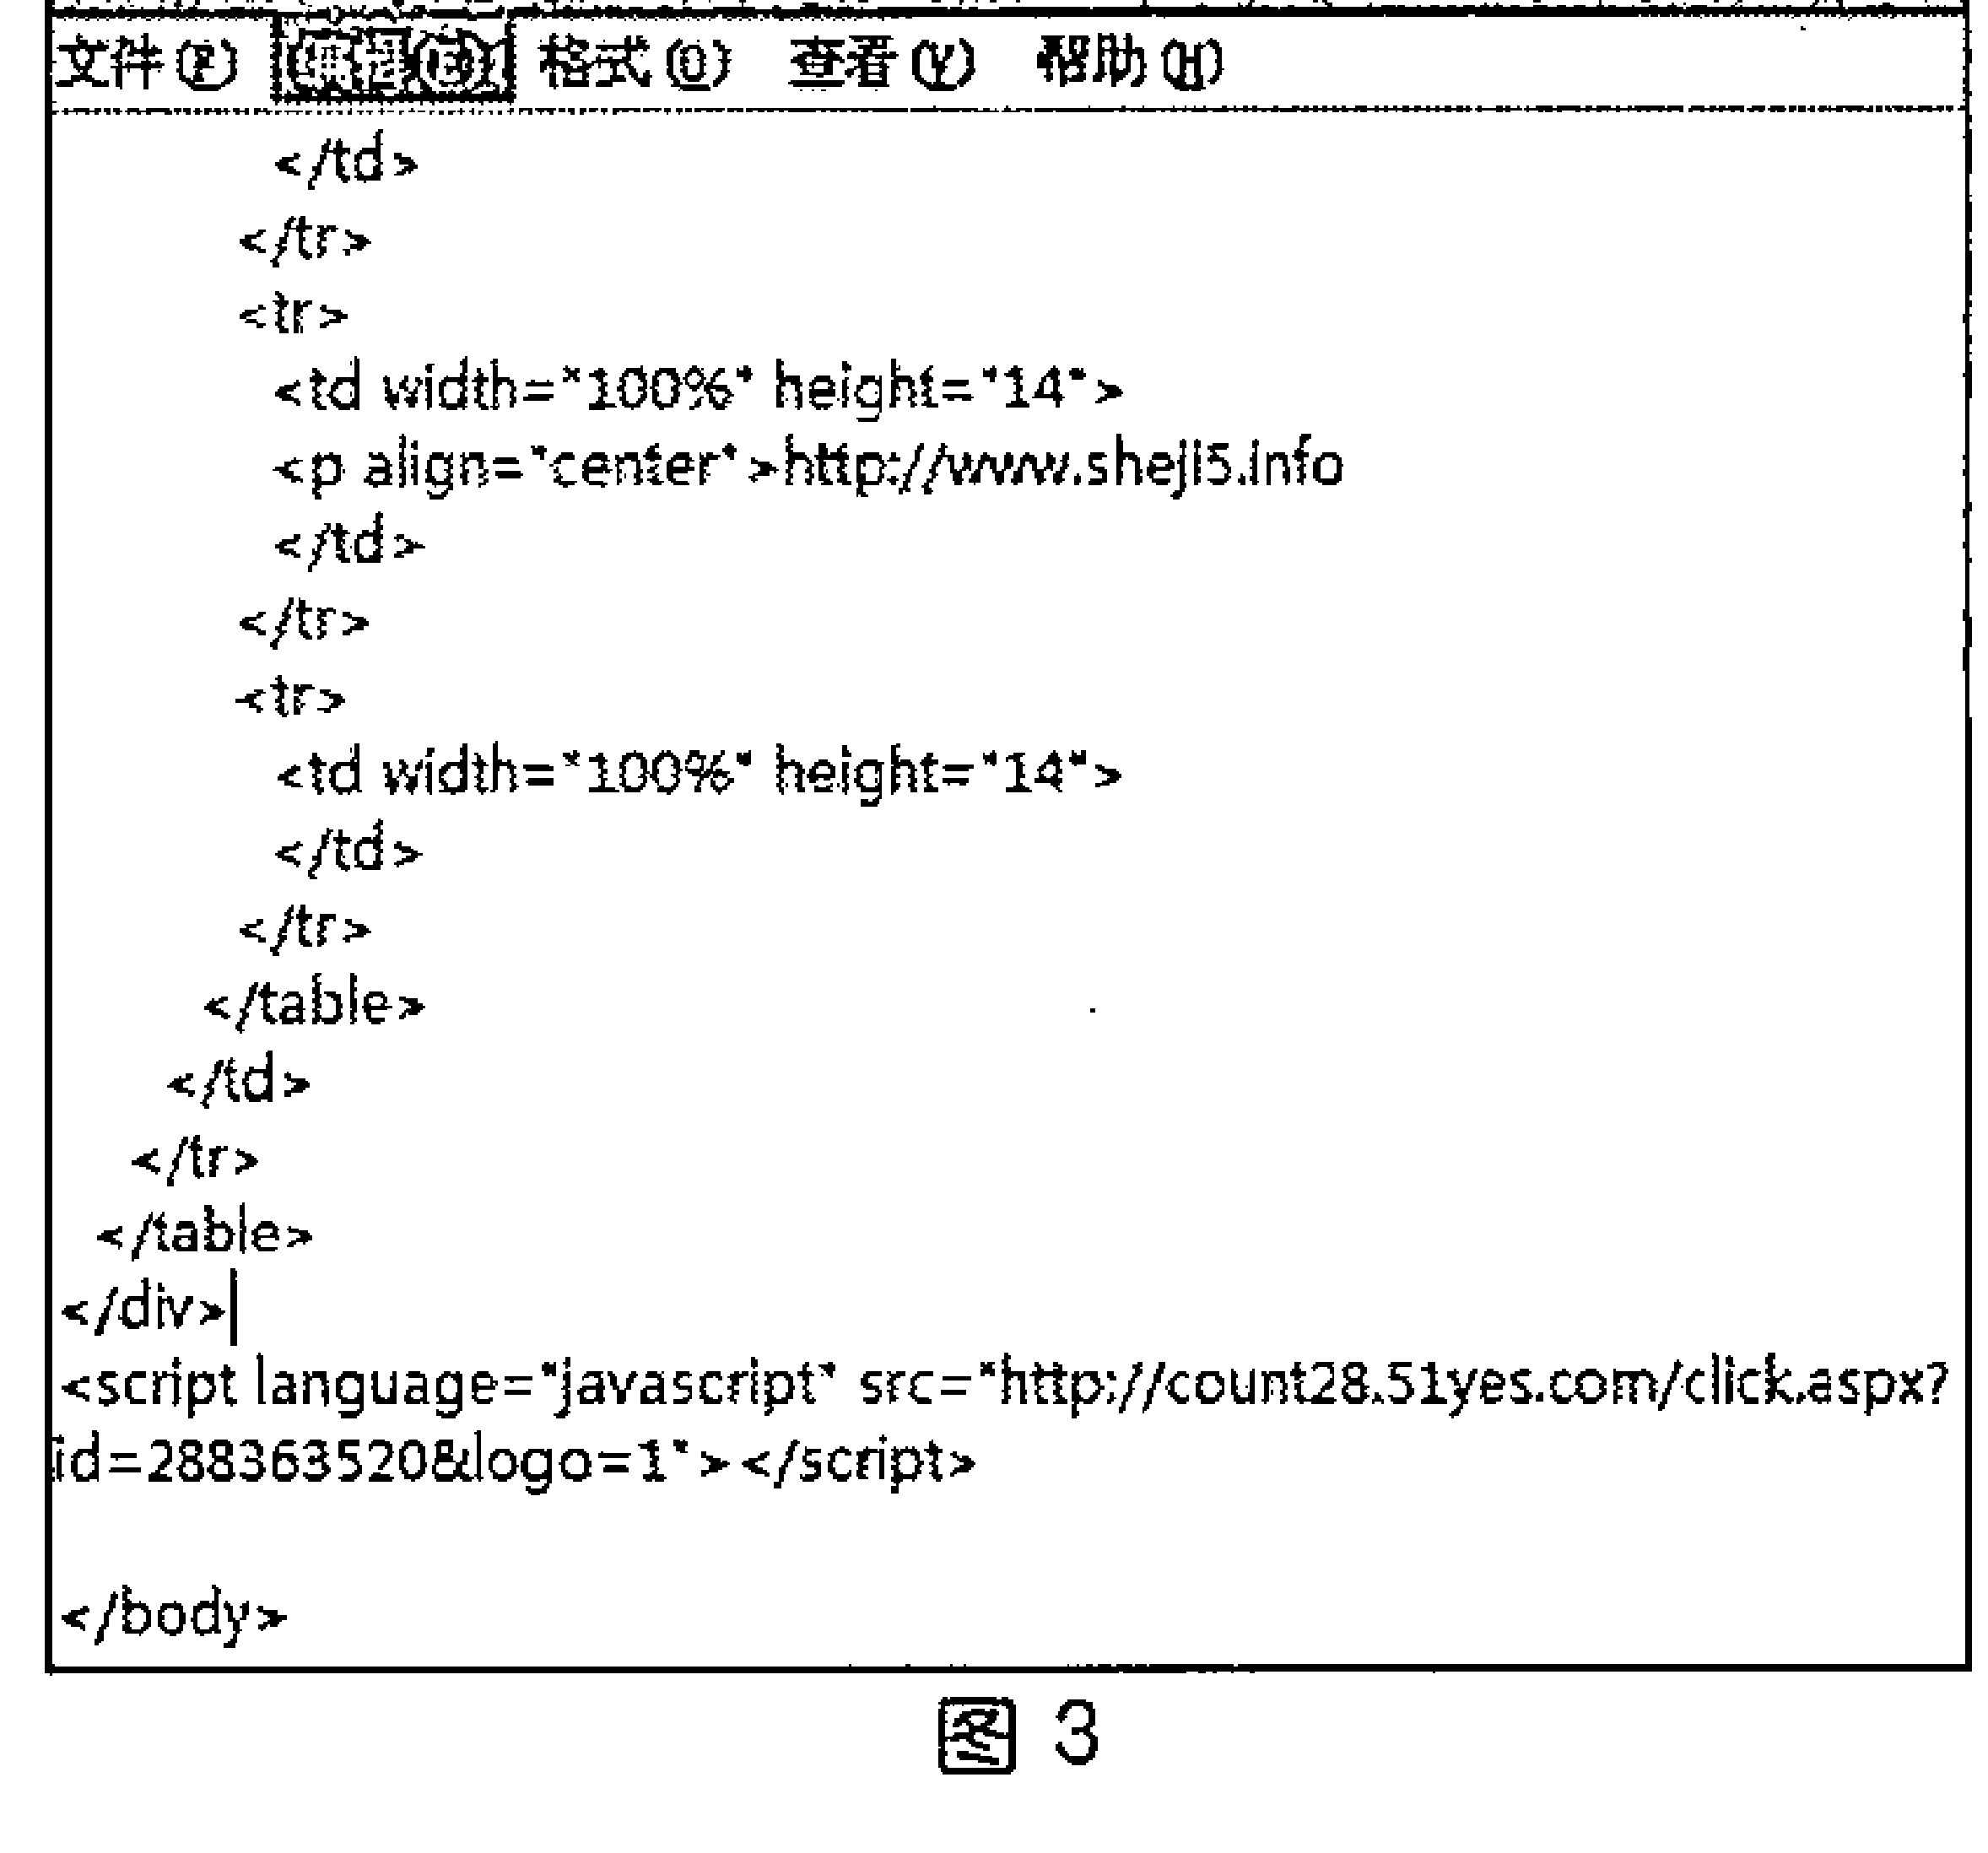 文件(F) 编辑(E) 格式(O) 查看(V) 帮助(H)
</td>
</tr>
<tr>
<td width="100%" height="14">
<p align="center">http://www.sheji5.info
</td>
</tr>
<tr>
<td width="100%" height="14">
</td>
</tr>
</table>
</td>
</tr>
</table>
</div>
<script language="javascript" src="http://count28.51yes.com/click.aspx?
id=288363520&logo=1"></script>
</body>
图 3